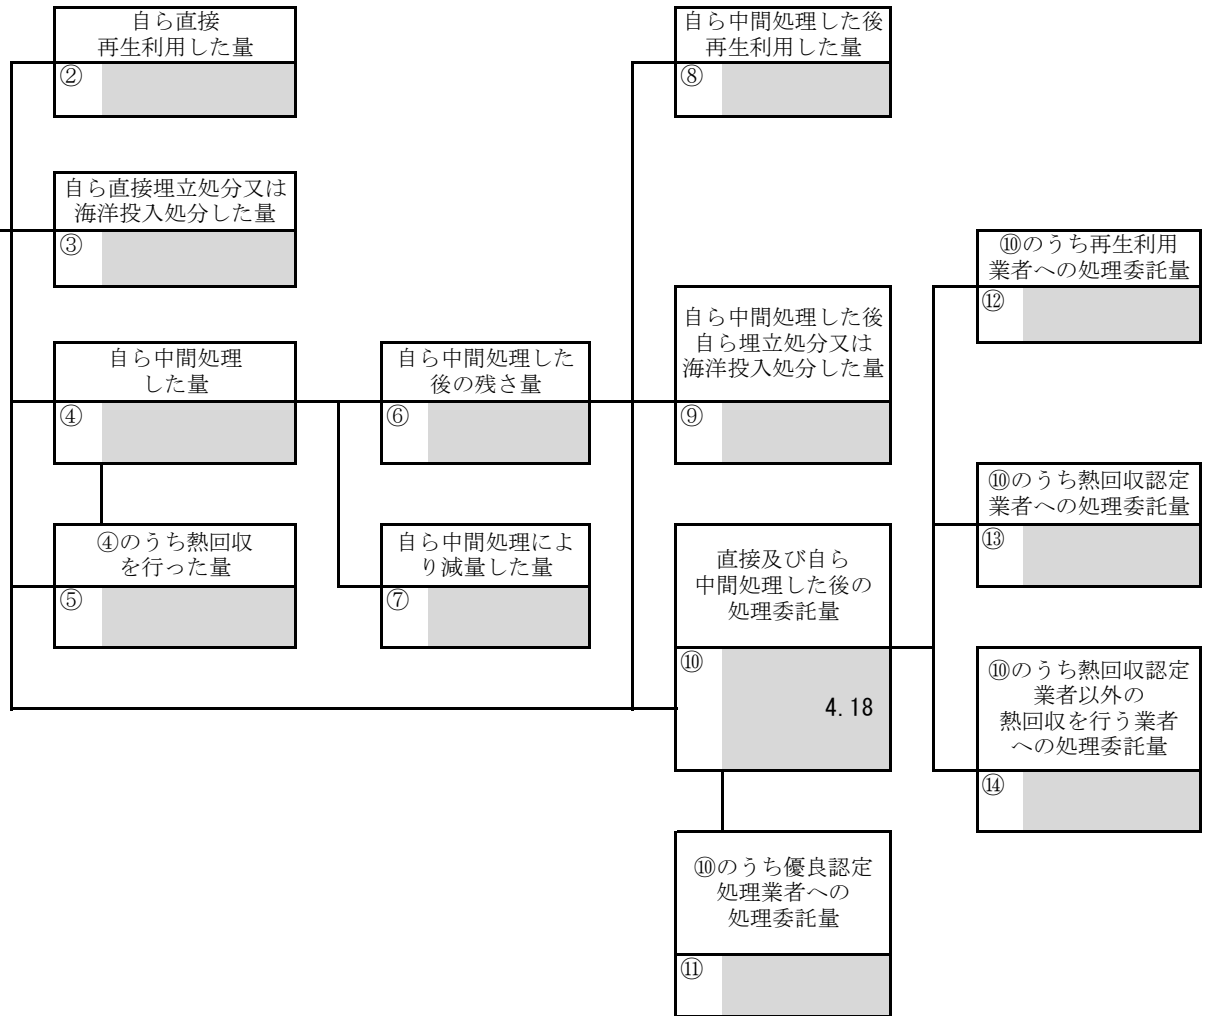 自ら直接
再生利用した量
②
自ら中間処理した後
再生利用した量
⑧
自ら直接埋立処分又は
海洋投入処分した量
③
⑩のうち再生利用
業者への処理委託量
⑫
自ら中間処理した後
自ら埋立処分又は
海洋投入処分した量
⑨
自ら中間処理
した量
④
自ら中間処理した
後の残さ量
⑥
⑩のうち熱回収認定
業者への処理委託量
⑬
④のうち熱回収
を行った量
⑤
自ら中間処理によ
り減量した量
⑦
直接及び自ら
中間処理した後の
処理委託量
⑩
4.18
⑩のうち熱回収認定
業者以外の
熱回収を行う業者
への処理委託量
⑭
⑩のうち優良認定
処理業者への
処理委託量
⑪